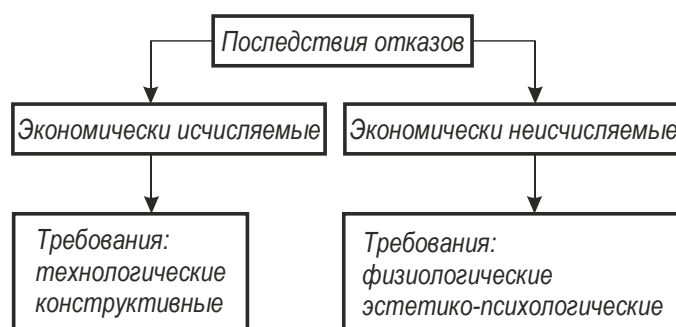 Последствия отказов
Экономически исчисляемые
Экономически неисчисляемые
Требования:
технологические
конструктивные
Требования:
физиологические
эстетико-психологические